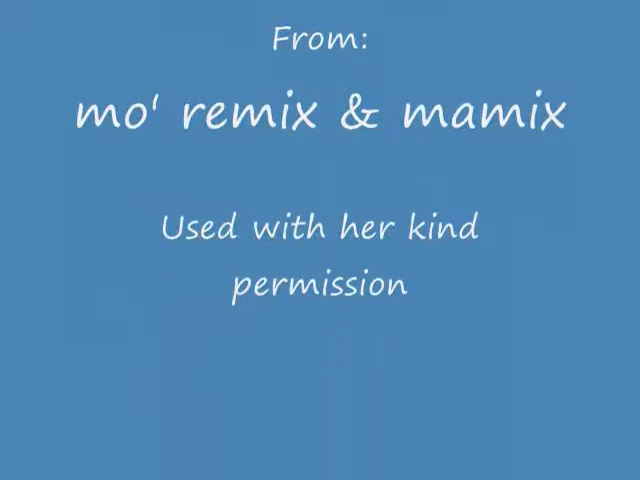 From:
mo' remix & mamix
Used with her kind
permission